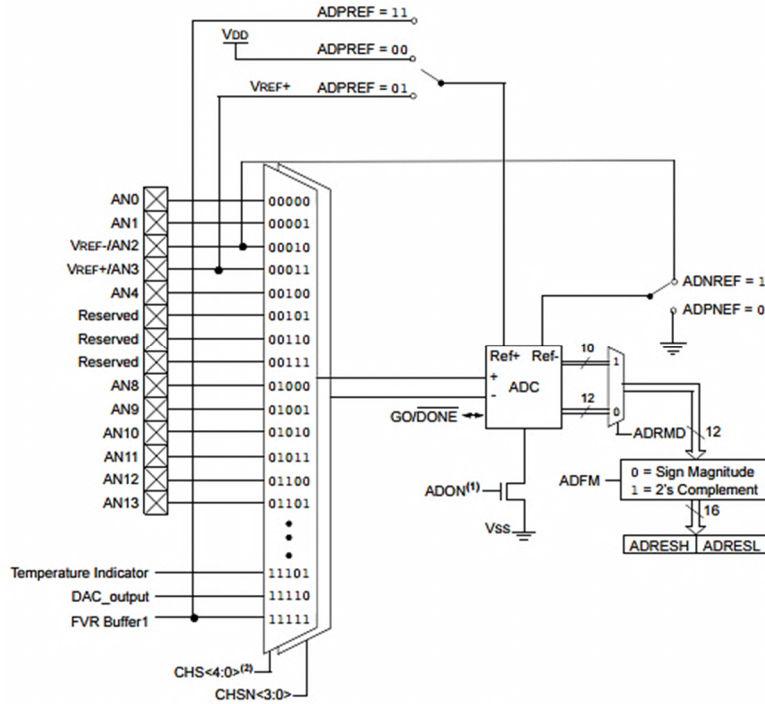 ADPREF = 11
VDD
ADPREF = 00
VREF+
ADPREF = 01
AN0
00000
AN1
00001
VREF-/AN2
00010
VREF+/AN3
00011
ADNREF = 1
AN4
00100
ADPNEF = 0
Reserved
00101
Reserved
00110
Reserved
00111
Ref+ Ref-
10
1
AN8
01000
+
ADC
-
AN9
01001
GO/DONE
12
0
AN10
01010
ADRMD
12
AN11
01011
AN12
01100
ADON(1)
ADFM
0 = Sign Magnitude
1 = 2's Complement
AN13
01101
16
Vss
ADRESH ADRESL
Temperature Indicator
11101
DAC_output
11110
FVR Buffer1
11111
CHS<4:0>(2)
CHSN<3:0>